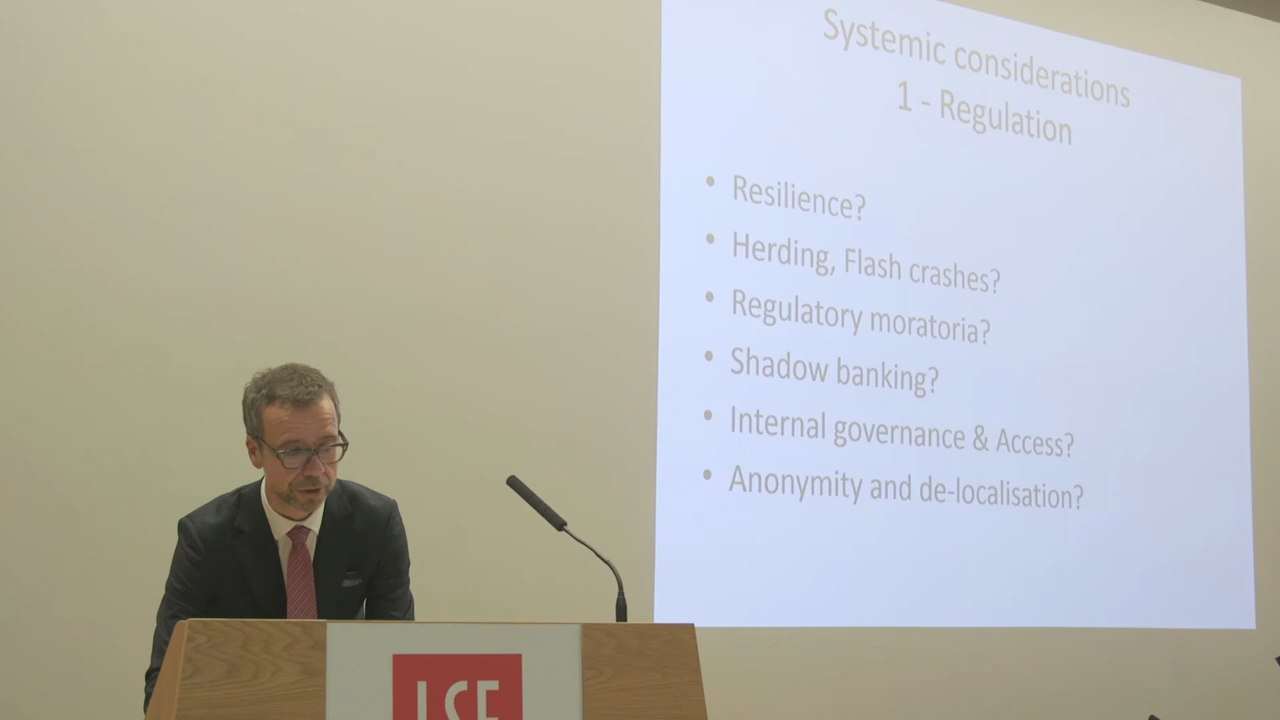 Systemic considerations
1 - Regulation
• Resilience?
• Herding, Flash crashes?
• Regulatory moratoria?
• Shadow banking?
• Internal governance & Access?
• Anonymity and de-localisation?
LSE